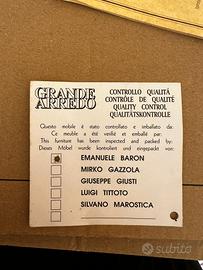 GRANDE
ARREDO
CONTROLLO QUALITÀ
CONTRÔLE DE QUALITÉ
QUALITY CONTROL
QUALITÄTSKONTROLLE
Questo mobile è stato controllato e imballato da:
Ce meuble a été verifié et emballé par:
This furniture has been inspected and packed by:
Dieses Möbel wurde kontrolliert und eingepackt von:
EMANUELE BARON
MIRKO GAZZOLA
GIUSEPPE GIUSTI
LUIGI TITTOTO
SILVANO MAROSTICA
subito